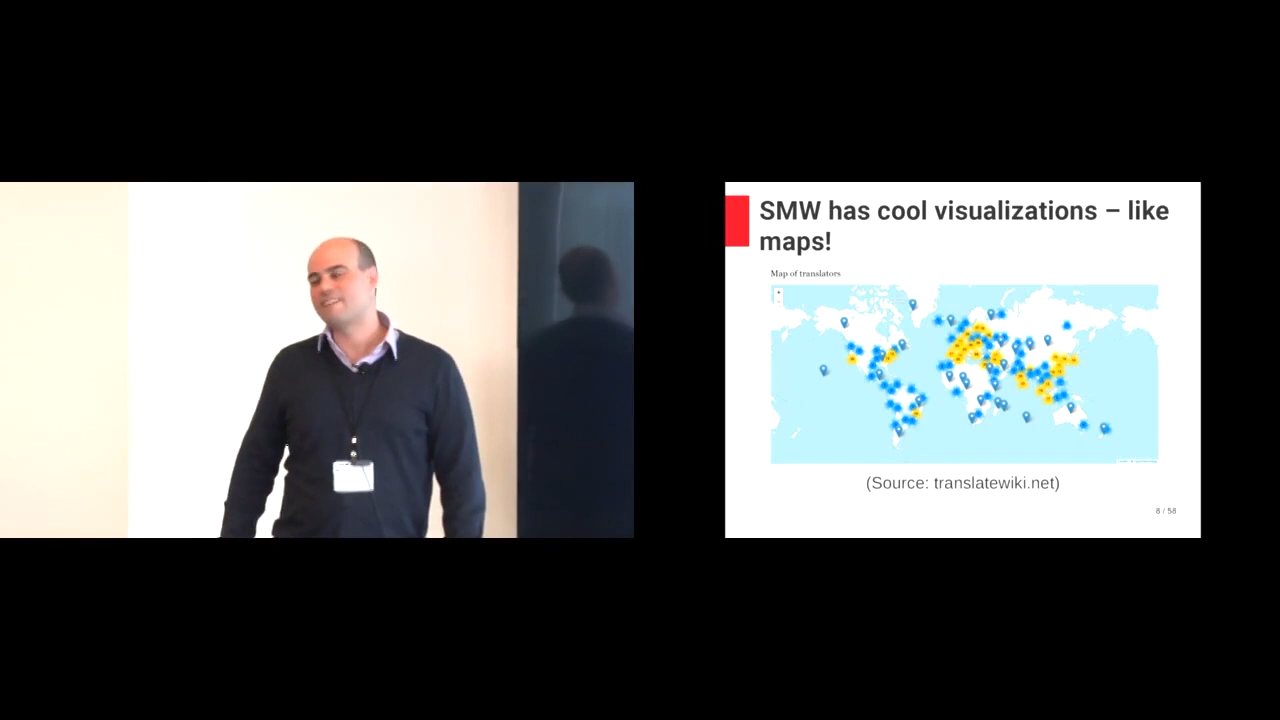 SMW has cool visualizations – like
maps!
Map of translators
+
-
(Source: translatewiki.net)
8 / 58